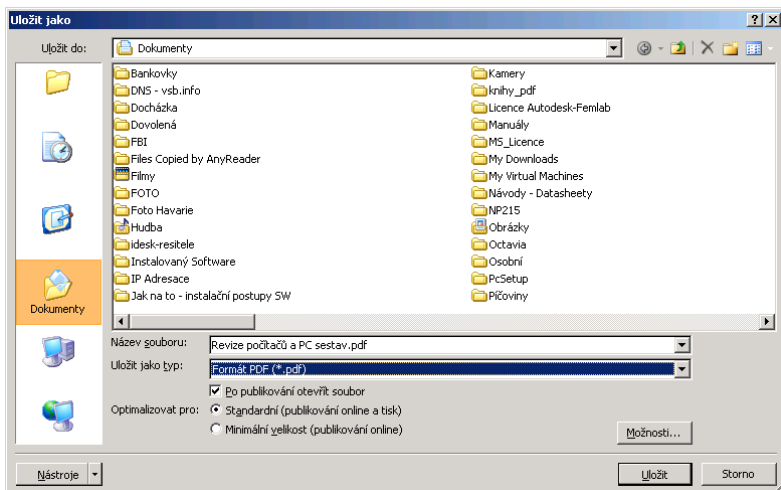 Uložit jako
Uložit do:
Dokumenty
Bankovky
DNS - vsb.info
Docházka
Dovolená
FBI
Files Copied by AnyReader
Filmy
FOTO
Foto Havarie
Hudba
idesk-resitele
Instalovaný Software
IP Adresace
Jak na to - instalační postupy SW
Kamery
knihy_pdf
Licence Autodesk-Femlab
Manuály
MS_Licence
My Downloads
My Virtual Machines
Návody - Datasheety
NP215
Obrázky
Octavia
Osobní
PcSetup
Píčoviny
Dokumenty
Název souboru:
Revize počítačů a PC sestav.pdf
Uložit jako typ:
Formát PDF (*.pdf)
Po publikování otevřít soubor
Optimalizovat pro:
Standardní (publikování online a tisk)
Minimální velikost (publikování online)
Možnosti...
Nástroje
Uložit
Storno